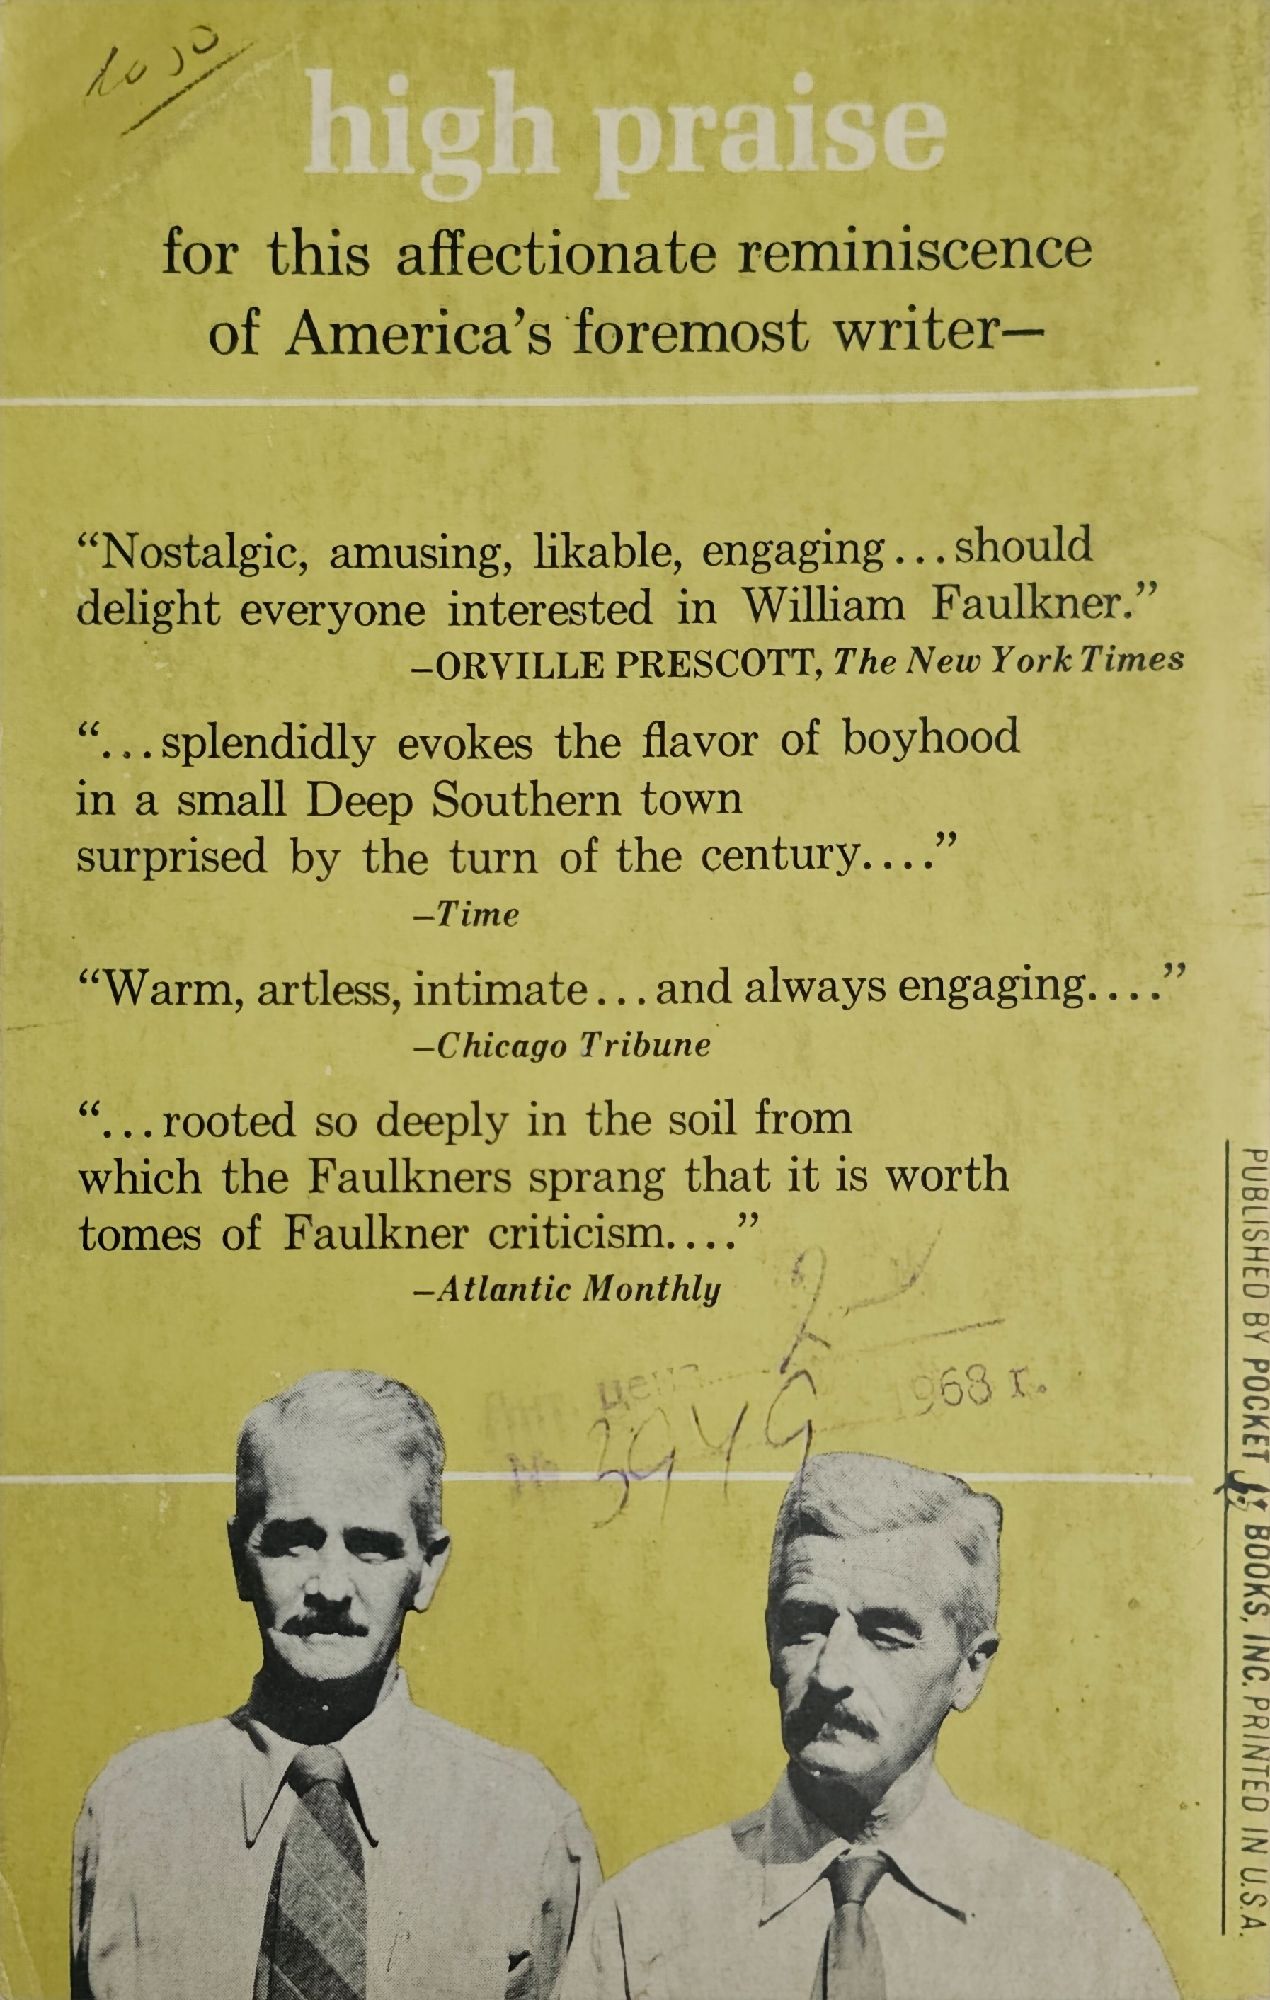 high praise
for this affectionate reminiscence
of America's foremost writer—
“Nostalgic, amusing, likable, engaging...should
delight everyone interested in William Faulkner.”
—ORVILLE PRESCOTT, The New York Times
“...splendidly evokes the flavor of boyhood
in a small Deep Southern town
surprised by the turn of the century....”
—Time
“Warm, artless, intimate...and always engaging....”
—Chicago Tribune
“...rooted so deeply in the soil from
which the Faulkners sprang that it is worth
tomes of Faulkner criticism....”
—Atlantic Monthly
1968 г.
PUBLISHED BY POCKET BOOKS, INC. PRINTED IN U.S.A.